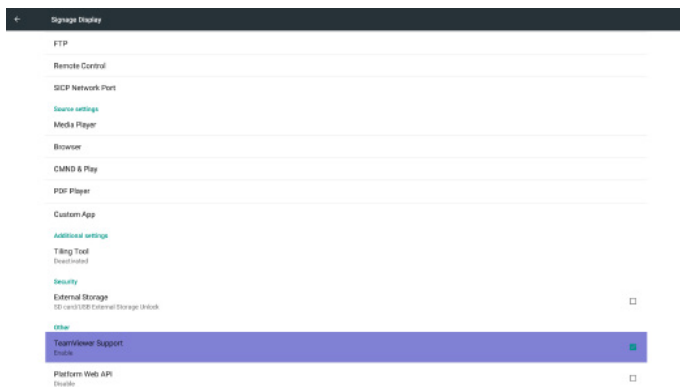 Signage Display
FTP
Remote Control
SICP Network Port
Source settings
Media Player
Browser
CMND & Play
PDF Player
Custom App
Additional settings
Tiling Tool
Deactivated
Security
External Storage
SD card/USB External Storage Unlock
Other
TeamViewer Support
Enable
Platform Web API
Disable